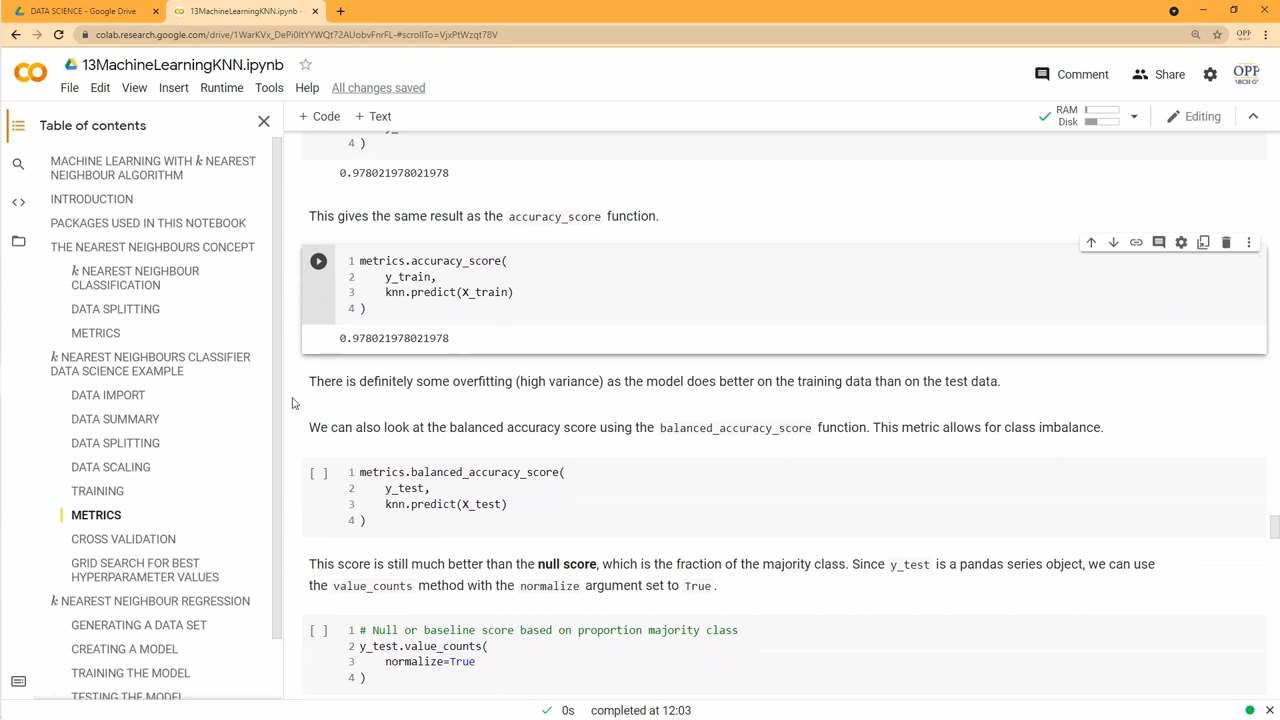 DATA SCIENCE - Google Drive
13MachineLearningKNN.ipynb -
colab.research.google.com/drive/1WarKVx_DePi0ItYYWQt72AUobvFnrFL-#scrollTo=VjxPtWzqt78V
13MachineLearningKNN.ipynb
Comment
Share
File Edit View Insert Runtime Tools Help All changes saved
Table of contents
+ Code + Text
RAM
Disk
Editing
MACHINE LEARNING WITH k NEAREST
NEIGHBOUR ALGORITHM
INTRODUCTION
PACKAGES USED IN THIS NOTEBOOK
THE NEAREST NEIGHBOURS CONCEPT
k NEAREST NEIGHBOUR
CLASSIFICATION
DATA SPLITTING
METRICS
k NEAREST NEIGHBOURS CLASSIFIER
DATA SCIENCE EXAMPLE
DATA IMPORT
DATA SUMMARY
DATA SPLITTING
DATA SCALING
TRAINING
METRICS
CROSS VALIDATION
GRID SEARCH FOR BEST
HYPERPARAMETER VALUES
k NEAREST NEIGHBOUR REGRESSION
GENERATING A DATA SET
CREATING A MODEL
TRAINING THE MODEL
TESTING THE MODEL
4 )
0.978021978021978
This gives the same result as the accuracy_score function.
1 metrics.accuracy_score(
2 y_train,
3 knn.predict(X_train)
4 )
0.978021978021978
There is definitely some overfitting (high variance) as the model does better on the training data than on the test data.
We can also look at the balanced accuracy score using the balanced_accuracy_score function. This metric allows for class imbalance.
[ ] 1 metrics.balanced_accuracy_score(
2 y_test,
3 knn.predict(X_test)
4 )
This score is still much better than the null score, which is the fraction of the majority class. Since y_test is a pandas series object, we can use
the value_counts method with the normalize argument set to True.
[ ] 1 # Null or baseline score based on proportion majority class
2 y_test.value_counts(
3 normalize=True
4 )
0s completed at 12:03